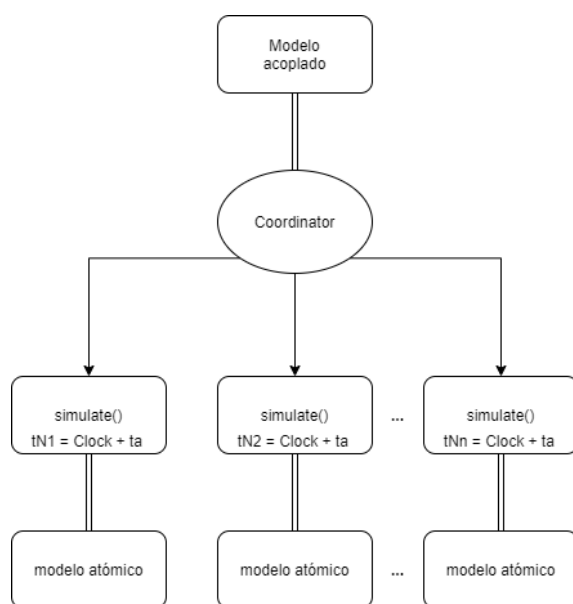 Modelo
acoplado
Coordinator
simulate()
tN1 = Clock + ta
simulate()
tN2 = Clock + ta
...
simulate()
tNn = Clock + ta
modelo atómico
modelo atómico
...
modelo atómico